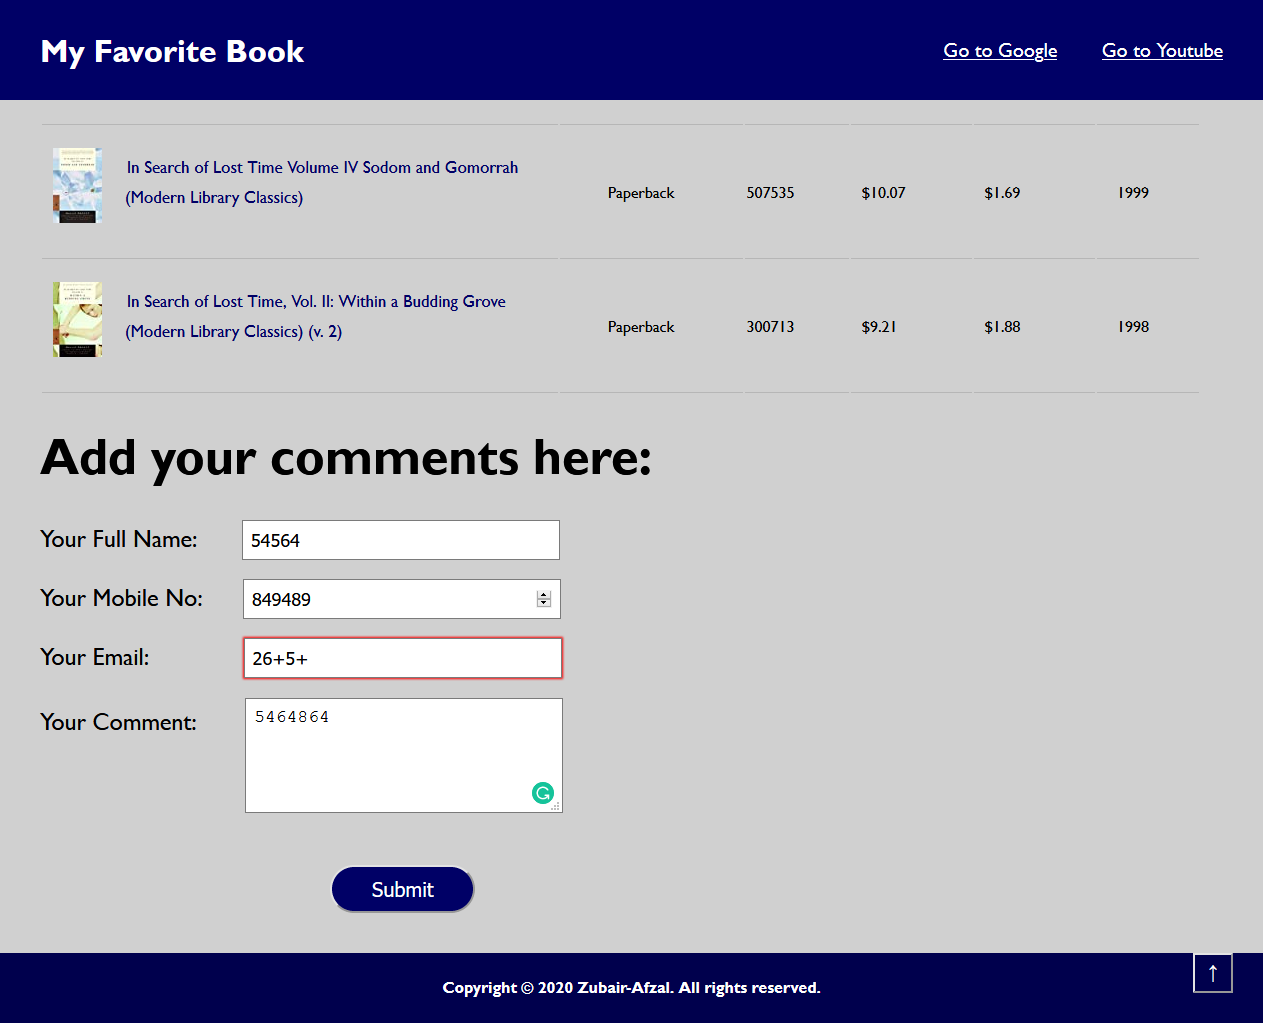 My Favorite Book
Go to Google
Go to Youtube
In Search of Lost Time Volume IV Sodom and Gomorrah
(Modern Library Classics)
Paperback
507535
$10.07
$1.69
1999
In Search of Lost Time, Vol. II: Within a Budding Grove
(Modern Library Classics) (v. 2)
Paperback
300713
$9.21
$1.88
1998
Add your comments here:
Your Full Name:
54564
Your Mobile No:
849489
Your Email:
26+5+
Your Comment:
5464864
Submit
Copyright © 2020 Zubair-Afzal. All rights reserved.
↑